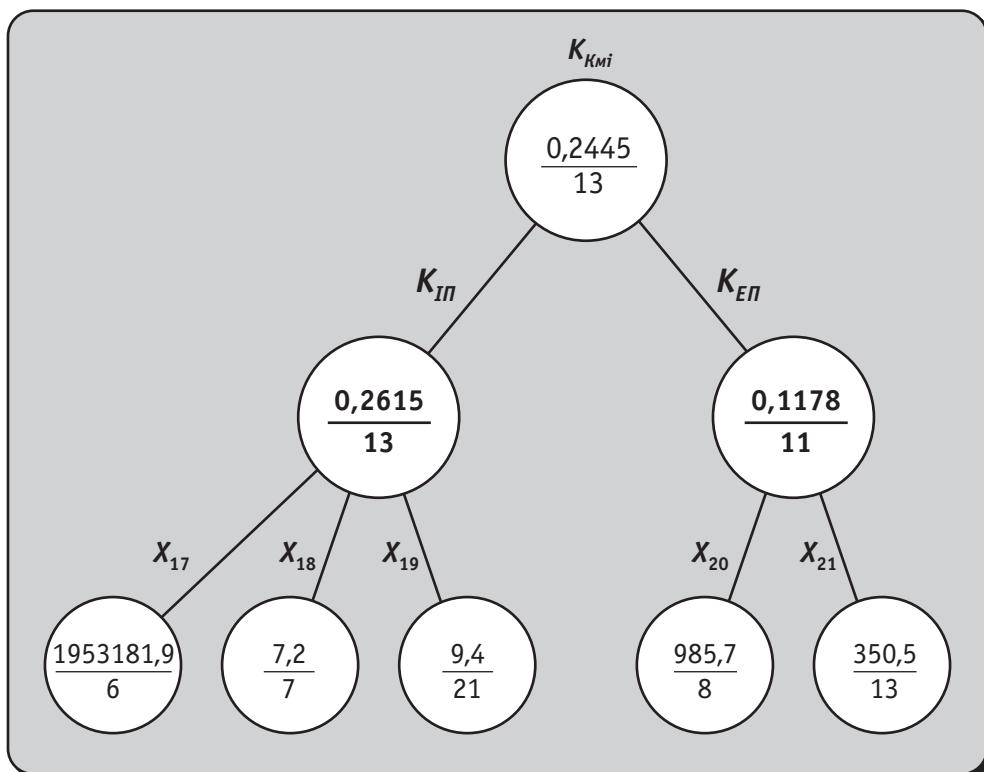 K_Кмі
0,2445
13
K_ІП
K_ЕП
0,2615
13
0,1178
11
X_17
X_18
X_19
X_20
X_21
1953181,9
6
7,2
7
9,4
21
985,7
8
350,5
13